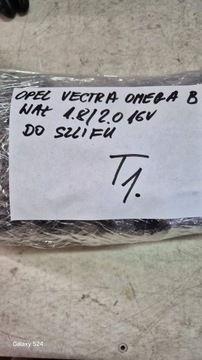 OPEL VECTRA OMEGA B
WAŁ 1.8/2.0 16V
DO SZLIFU
T1.
Galaxy S24